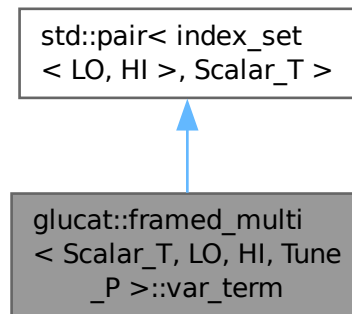 std::pair< index_set
< LO, HI >, Scalar_T >
glucat::framed_multi
< Scalar_T, LO, HI, Tune
_P >::var_term